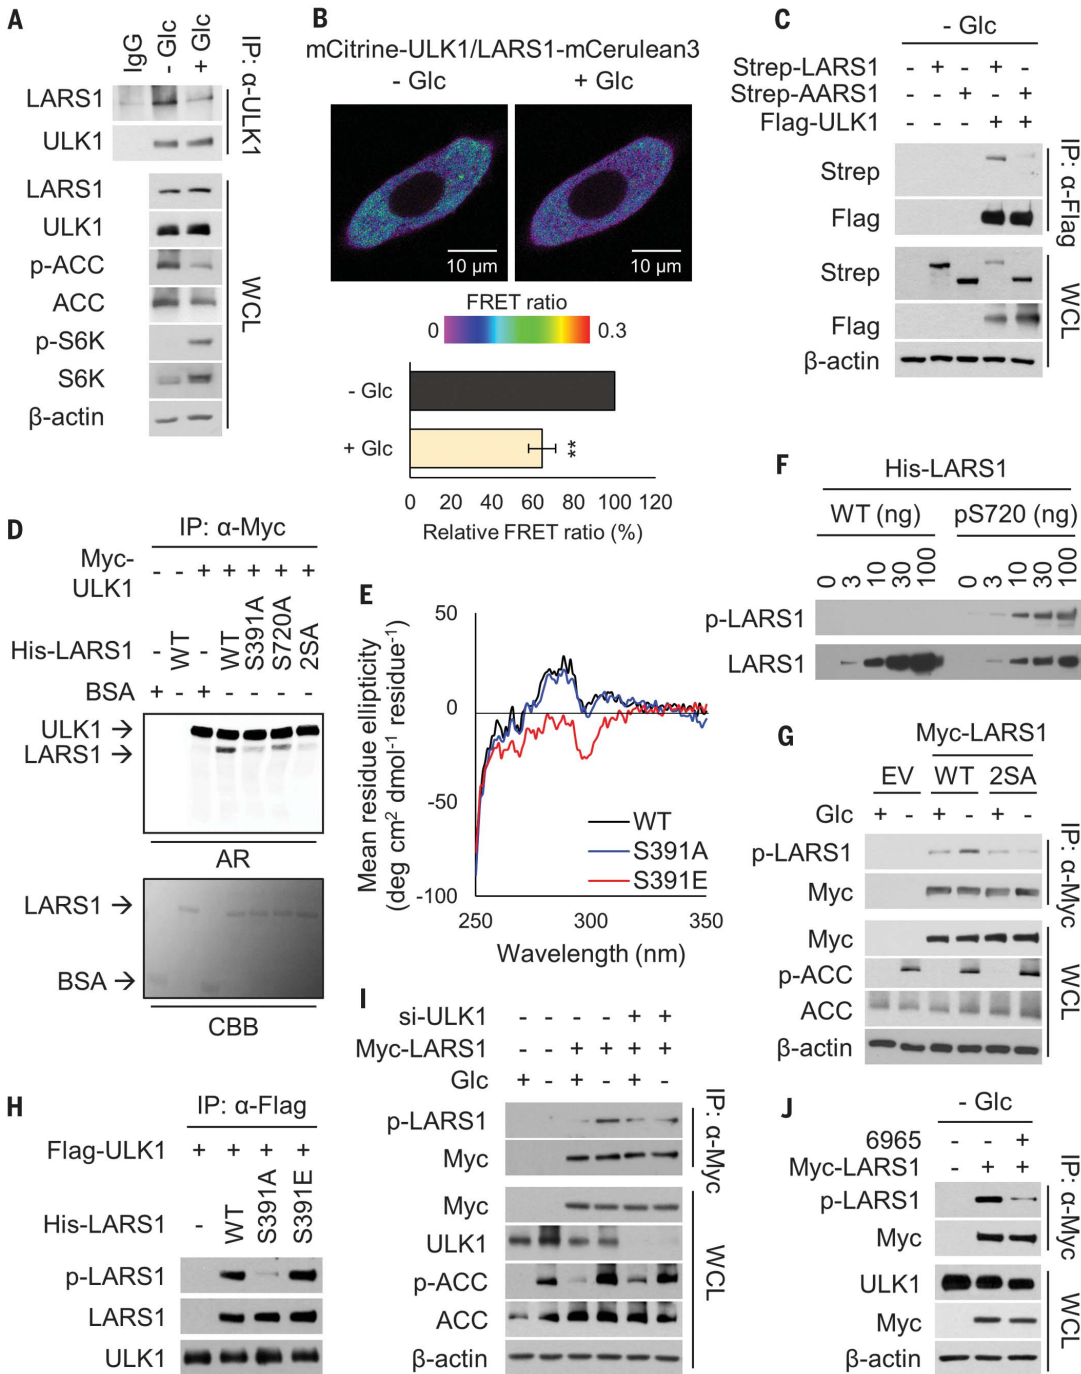 A
IgG
- Glc
+ Glc
IP: α-ULK1
LARS1
ULK1
LARS1
ULK1
p-ACC
ACC
p-S6K
S6K
β-actin
WCL
B
mCitrine-ULK1/LARS1-mCerulean3
- Glc
+ Glc
10 μm
10 μm
FRET ratio
0
0.3
- Glc
+ Glc
**
0 20 40 60 80 100 120
Relative FRET ratio (%)
C
- Glc
Strep-LARS1 - + - + -
Strep-AARS1 - - + - +
Flag-ULK1 - - - + +
Strep
Flag
IP: α-Flag
Strep
Flag
β-actin
WCL
D
IP: α-Myc
Myc-ULK1 - - + + + + +
His-LARS1 - WT - WT S391A S720A 2SA
BSA + - + - - - -
ULK1 →
LARS1 →
AR
LARS1 →
BSA →
CBB
E
Mean residue ellipticity
(deg cm² dmol⁻¹ residue⁻¹)
50
0
-50
-100
WT
S391A
S391E
250 300 350
Wavelength (nm)
F
His-LARS1
WT (ng) pS720 (ng)
0 3 10 30 100 0 3 10 30 100
p-LARS1
LARS1
G
Myc-LARS1
EV WT 2SA
Glc + - + - + -
p-LARS1
Myc
IP: α-Myc
Myc
p-ACC
ACC
β-actin
WCL
H
IP: α-Flag
Flag-ULK1 + + + +
His-LARS1 - WT S391A S391E
p-LARS1
LARS1
ULK1
I
si-ULK1 - - - - + +
Myc-LARS1 - - + + + +
Glc + - + - + -
p-LARS1
Myc
IP: α-Myc
Myc
ULK1
p-ACC
ACC
β-actin
WCL
J
- Glc
6965 - - +
Myc-LARS1 - + +
p-LARS1
Myc
IP: α-Myc
ULK1
Myc
β-actin
WCL